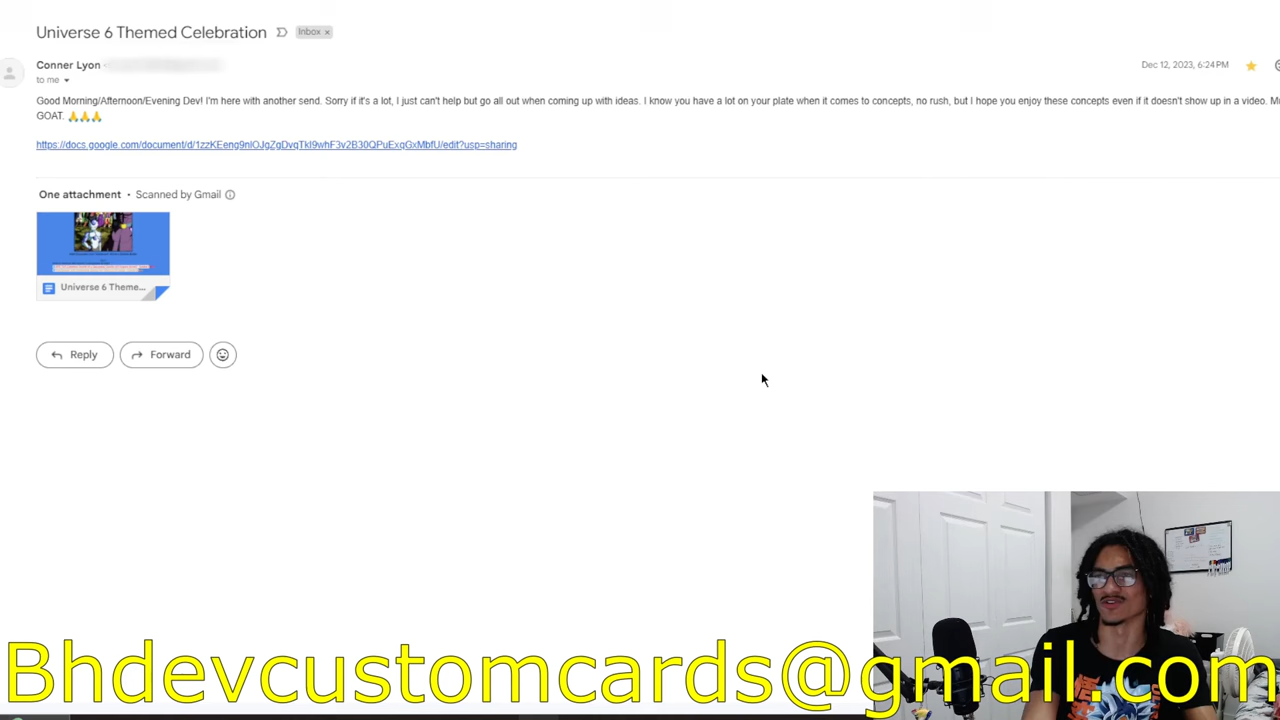 Universe 6 Themed Celebration Inbox ×
Conner Lyon
Dec 12, 2023, 6:24 PM
to me
Good Morning/Afternoon/Evening Dev! I'm here with another send. Sorry if it's a lot, I just can't help but go all out when coming up with ideas. I know you have a lot on your plate when it comes to concepts, no rush, but I hope you enjoy these concepts even if it doesn't show up in a video.
GOAT. 🙏🙏🙏
One attachment • Scanned by Gmail
Universe 6 Theme...
Reply Forward
Bhdevcustomcards@gmail.com